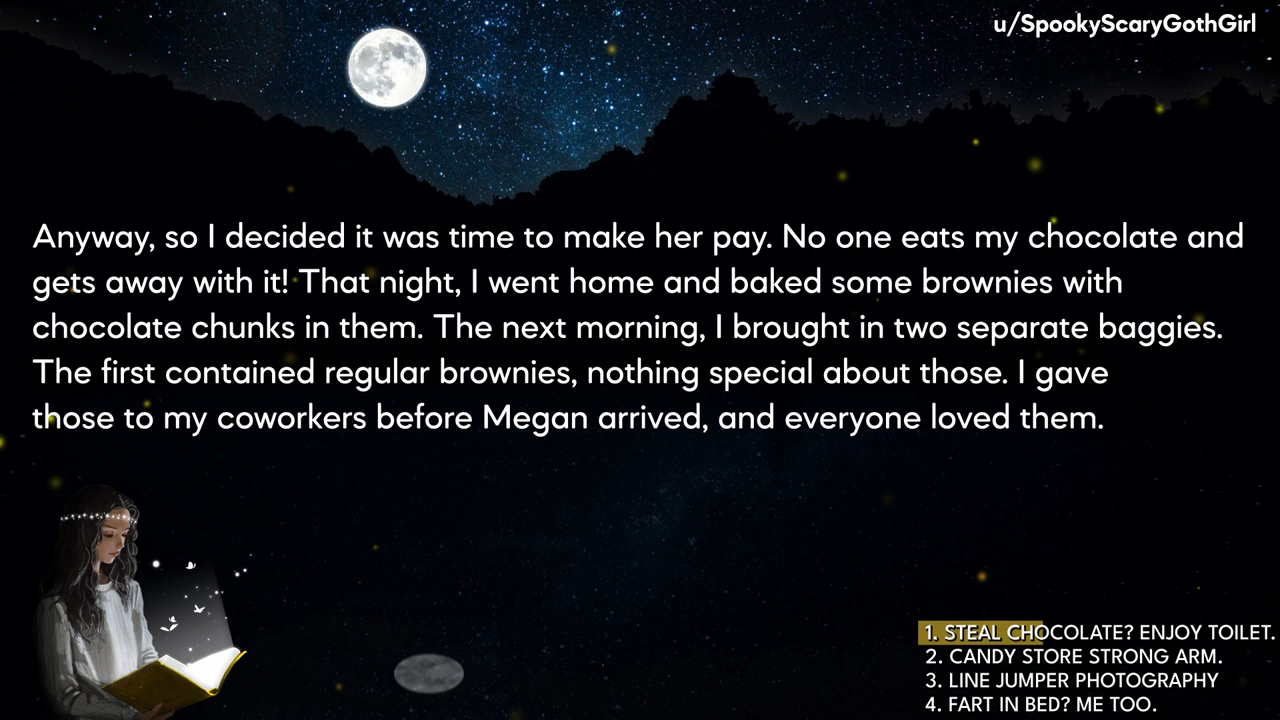 u/SpookyScaryGothGirl
Anyway, so I decided it was time to make her pay. No one eats my chocolate and
gets away with it! That night, I went home and baked some brownies with
chocolate chunks in them. The next morning, I brought in two separate baggies.
The first contained regular brownies, nothing special about those. I gave
those to my coworkers before Megan arrived, and everyone loved them.
1. STEAL CHOCOLATE? ENJOY TOILET.
2. CANDY STORE STRONG ARM.
3. LINE JUMPER PHOTOGRAPHY
4. FART IN BED? ME TOO.